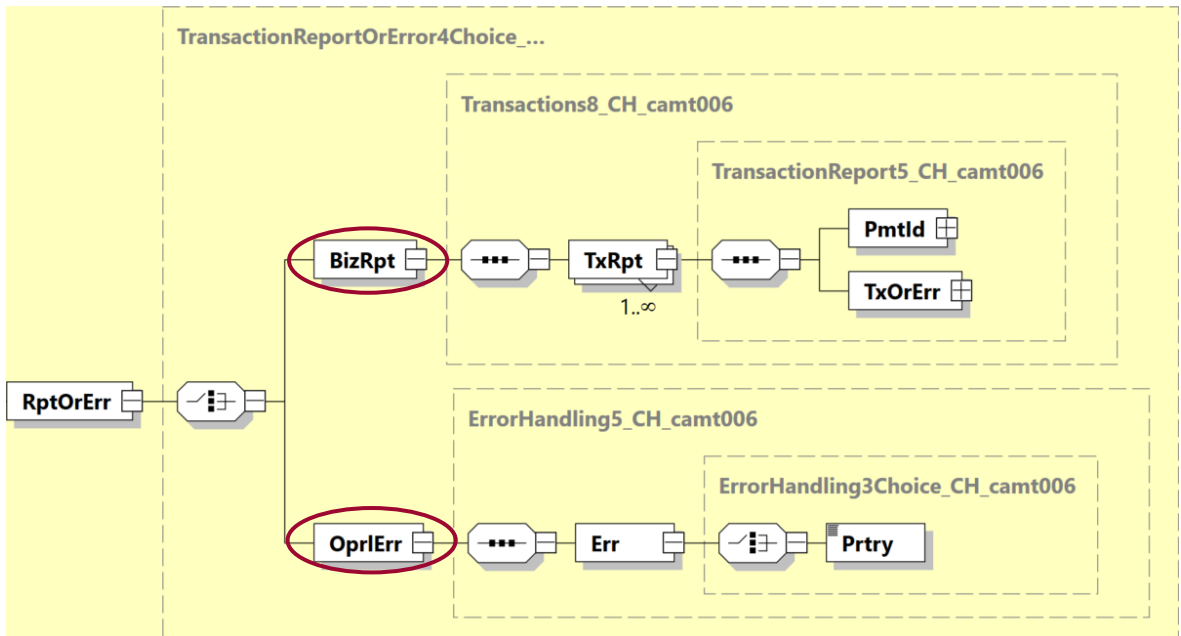 TransactionReportOrError4Choice_...
Transactions8_CH_camt006
TransactionReport5_CH_camt006
PmtId
BizRpt
TxRpt
TxOrErr
1..∞
RptOrErr
ErrorHandling5_CH_camt006
ErrorHandling3Choice_CH_camt006
OprlErr
Err
Prtry